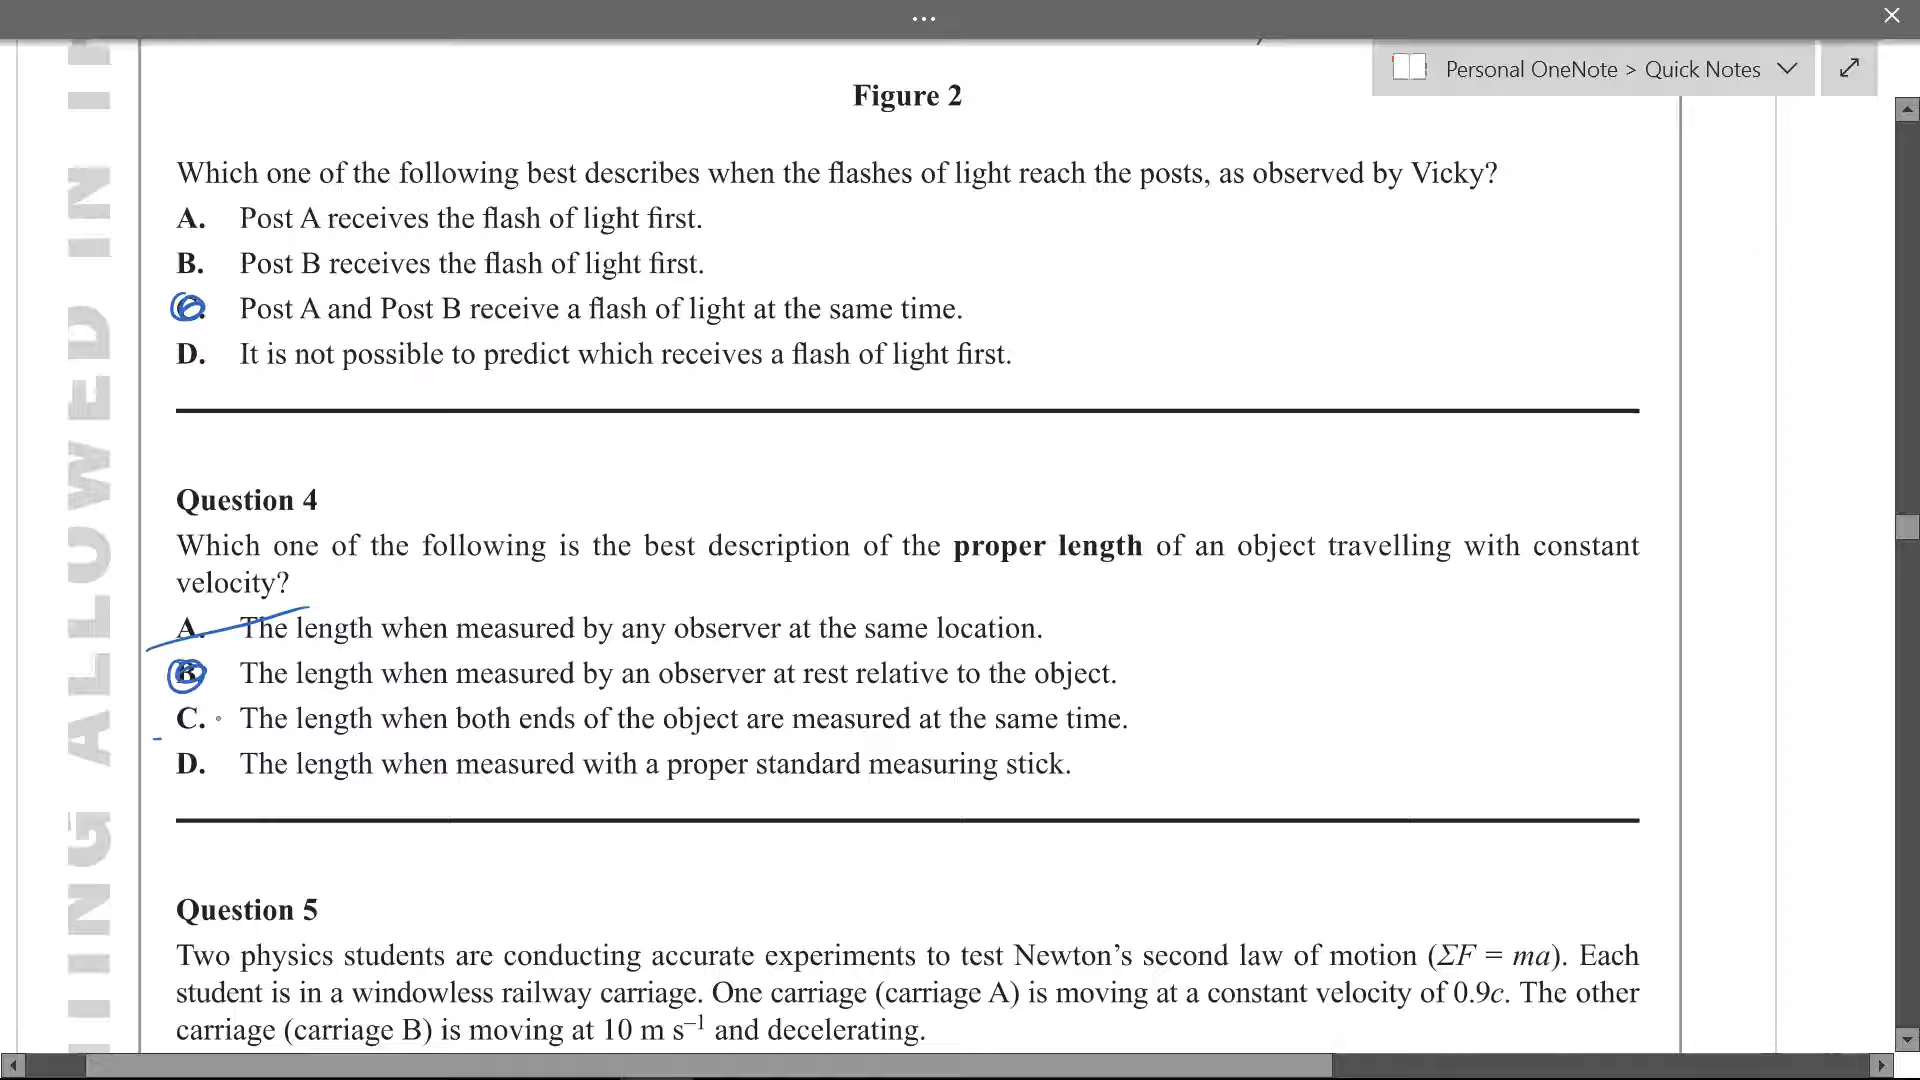 Personal OneNote > Quick Notes
Figure 2
Which one of the following best describes when the flashes of light reach the posts, as observed by Vicky?
A. Post A receives the flash of light first.
B. Post B receives the flash of light first.
Post A and Post B receive a flash of light at the same time.
D. It is not possible to predict which receives a flash of light first.
Question 4
Which one of the following is the best description of the proper length of an object travelling with constant
velocity?
A. The length when measured by any observer at the same location.
B. The length when measured by an observer at rest relative to the object.
C. The length when both ends of the object are measured at the same time.
D. The length when measured with a proper standard measuring stick.
Question 5
Two physics students are conducting accurate experiments to test Newton's second law of motion (ΣF = ma). Each
student is in a windowless railway carriage. One carriage (carriage A) is moving at a constant velocity of 0.9c. The other
carriage (carriage B) is moving at 10 m s⁻¹ and decelerating.
ALLOWED IN